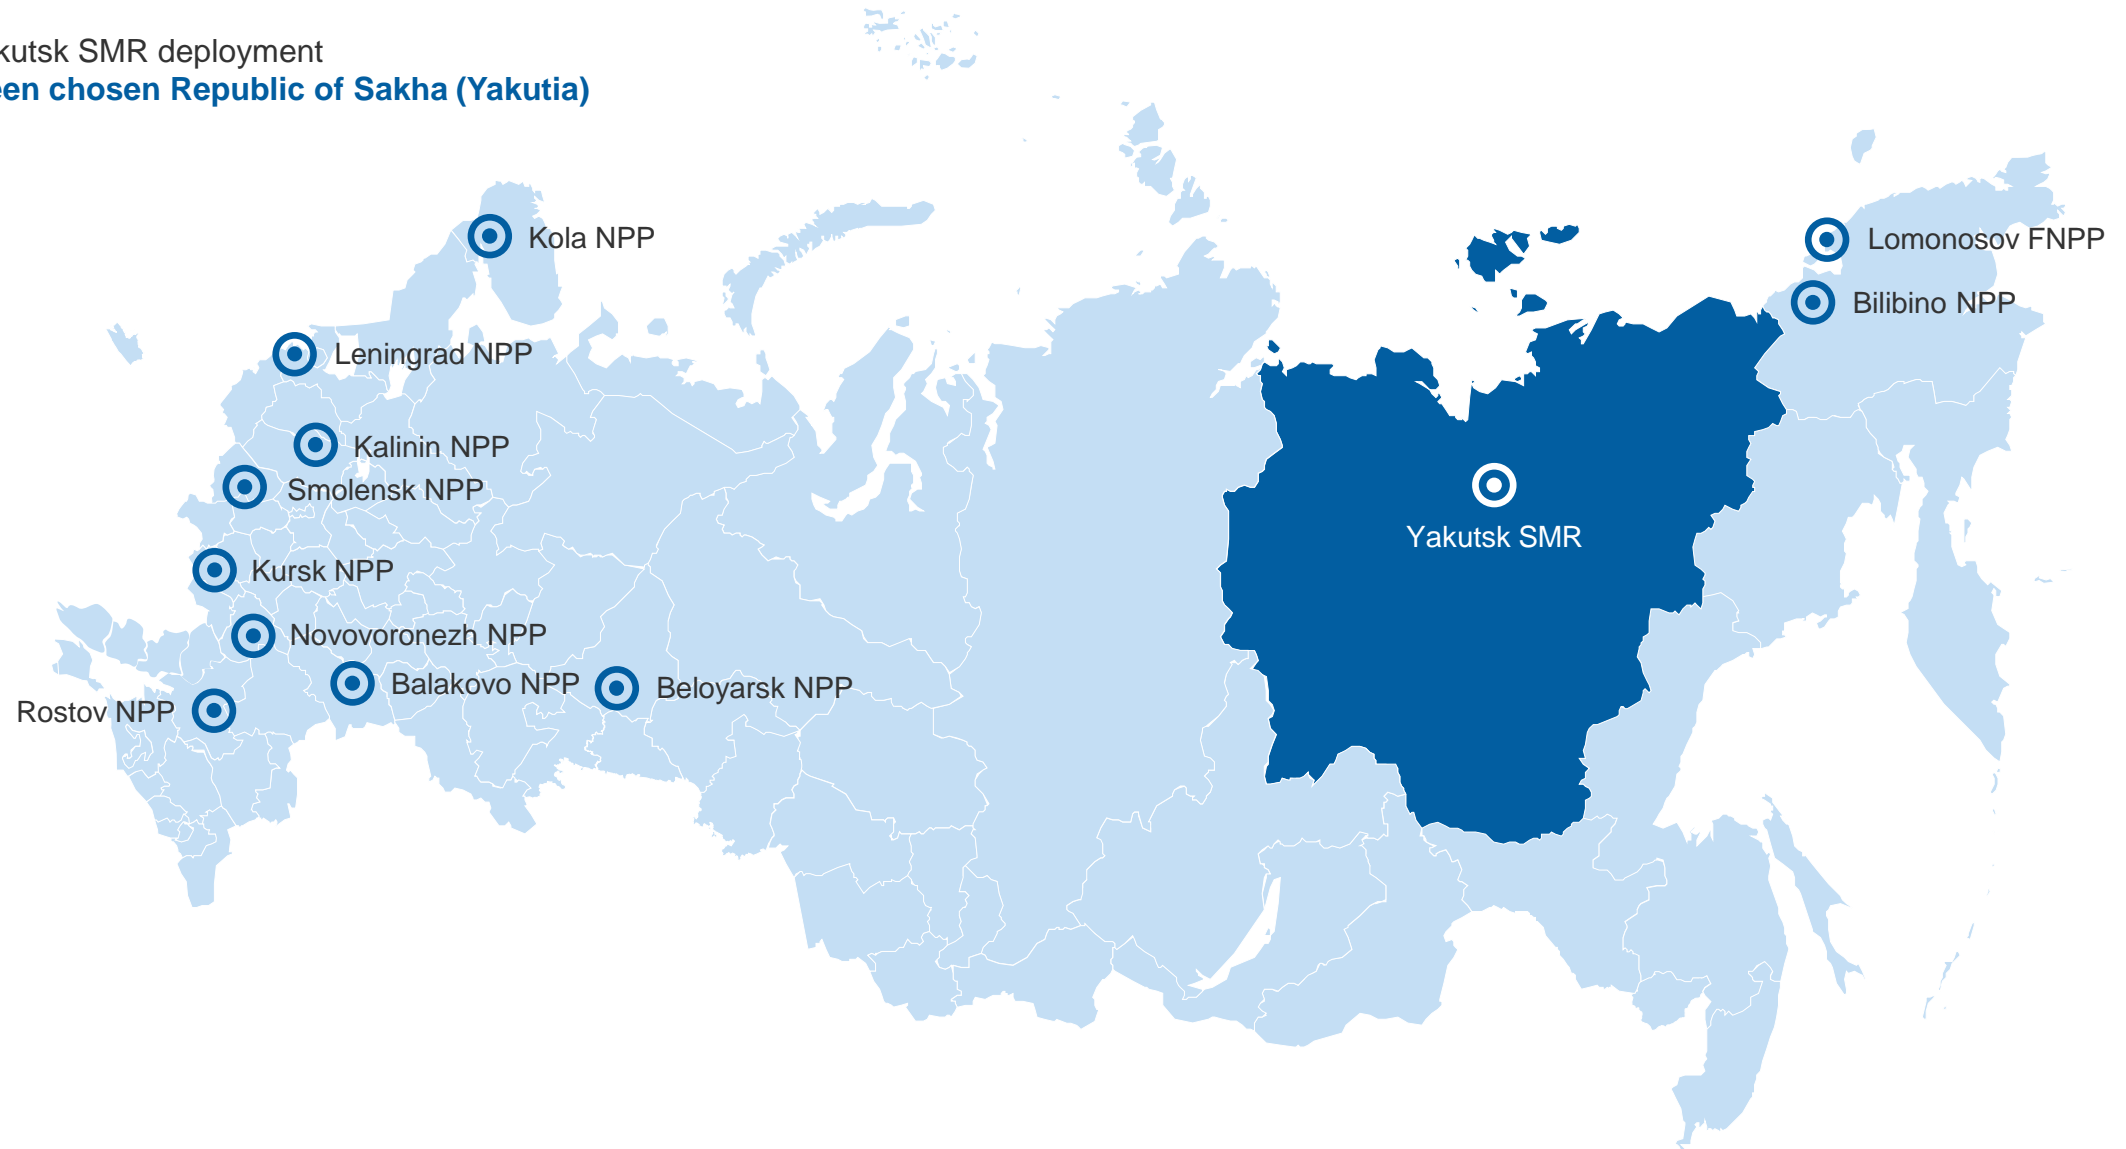 kutsk SMR deployment
een chosen Republic of Sakha (Yakutia)
Kola NPP
Lomonosov FNPP
Bilibino NPP
Leningrad NPP
Kalinin NPP
Smolensk NPP
Yakutsk SMR
Kursk NPP
Novovoronezh NPP
Balakovo NPP
Beloyarsk NPP
Rostov NPP